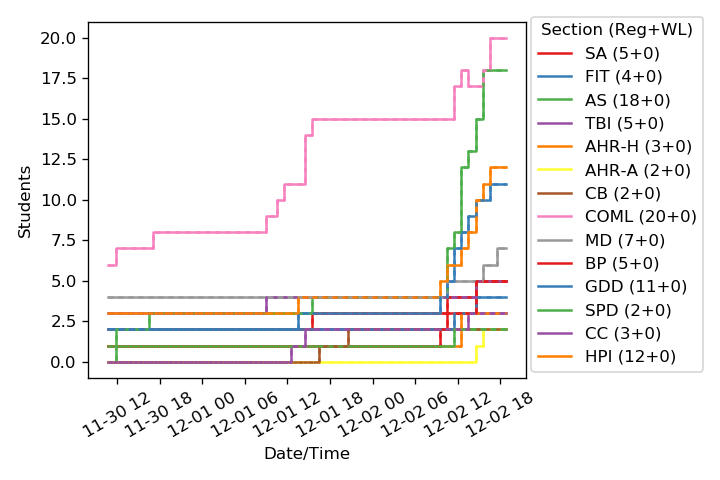 Section (Reg+WL)
SA (5+0)
FIT (4+0)
AS (18+0)
TBI (5+0)
AHR-H (3+0)
AHR-A (2+0)
CB (2+0)
COML (20+0)
MD (7+0)
BP (5+0)
GDD (11+0)
SPD (2+0)
CC (3+0)
HPI (12+0)
Students
20.0
17.5
15.0
12.5
10.0
7.5
5.0
2.5
0.0
11-30 12
11-30 18
12-01 00
12-01 06
12-01 12
12-01 18
12-02 00
12-02 06
12-02 12
12-02 18
Date/Time